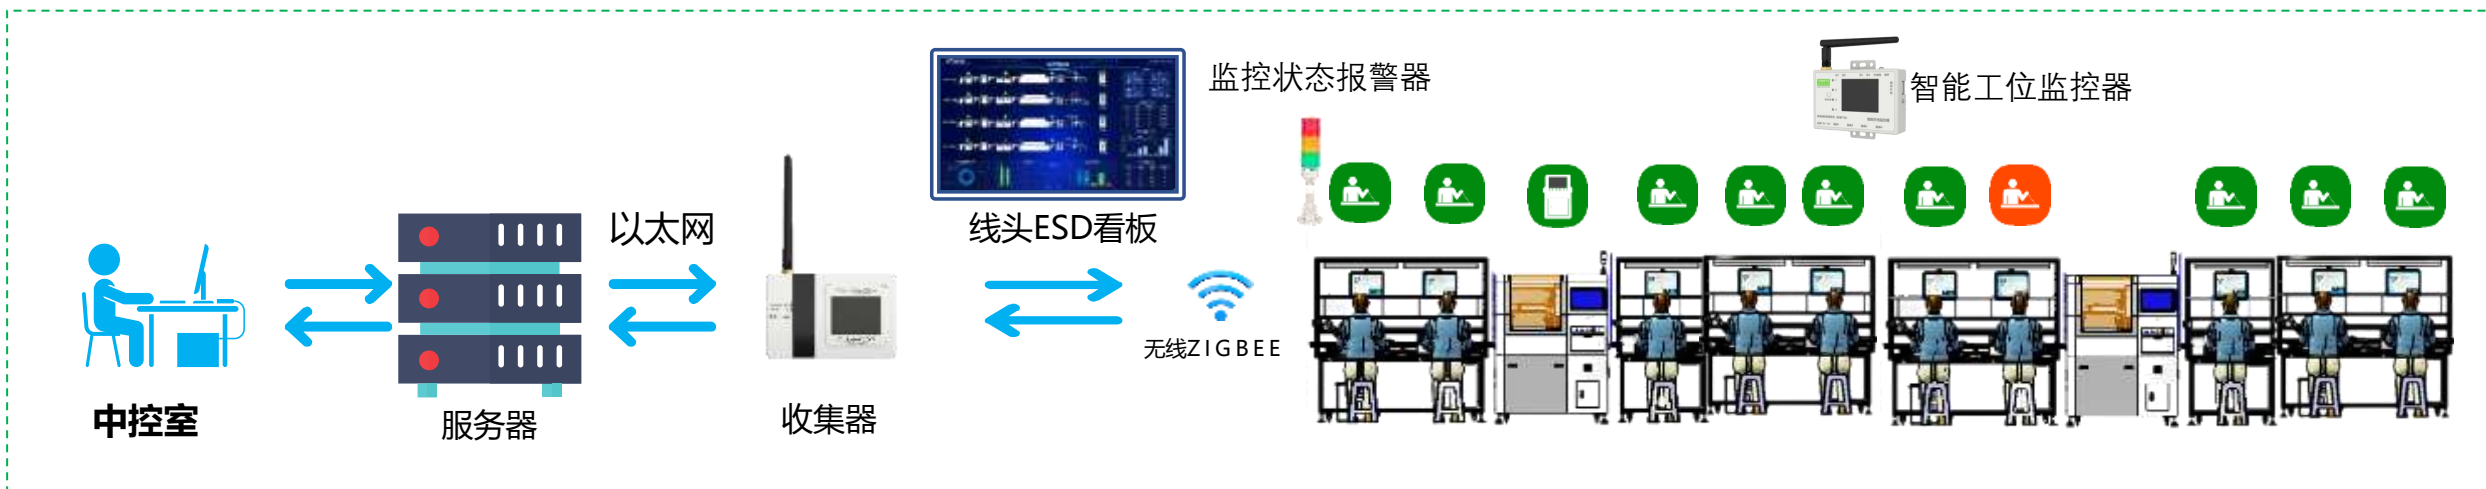 监控状态报警器
智能工位监控器
以太网
线头ESD看板
无线ZIGBEE
中控室
服务器
收集器